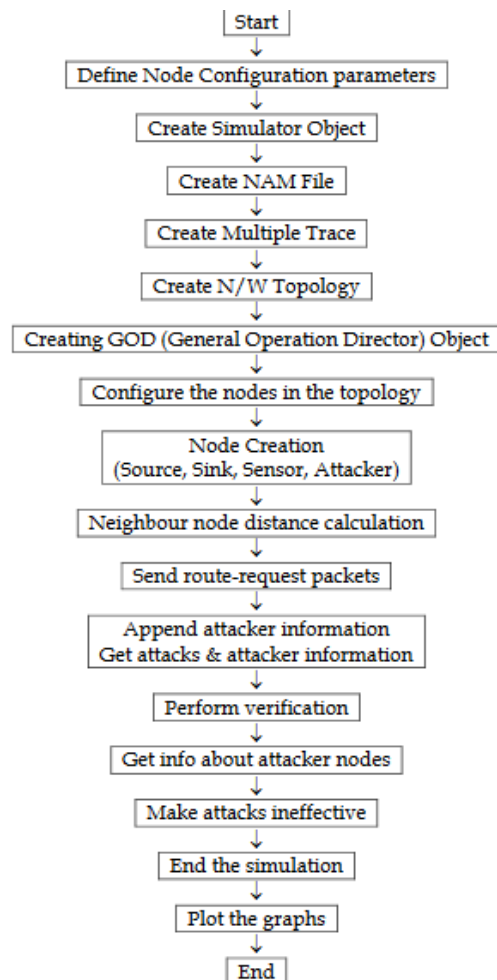 Start
Define Node Configuration parameters
Create Simulator Object
Create NAM File
Create Multiple Trace
Create N/W Topology
Creating GOD (General Operation Director) Object
Configure the nodes in the topology
Node Creation
(Source, Sink, Sensor, Attacker)
Neighbour node distance calculation
Send route-request packets
Append attacker information
Get attacks & attacker information
Perform verification
Get info about attacker nodes
Make attacks ineffective
End the simulation
Plot the graphs
End